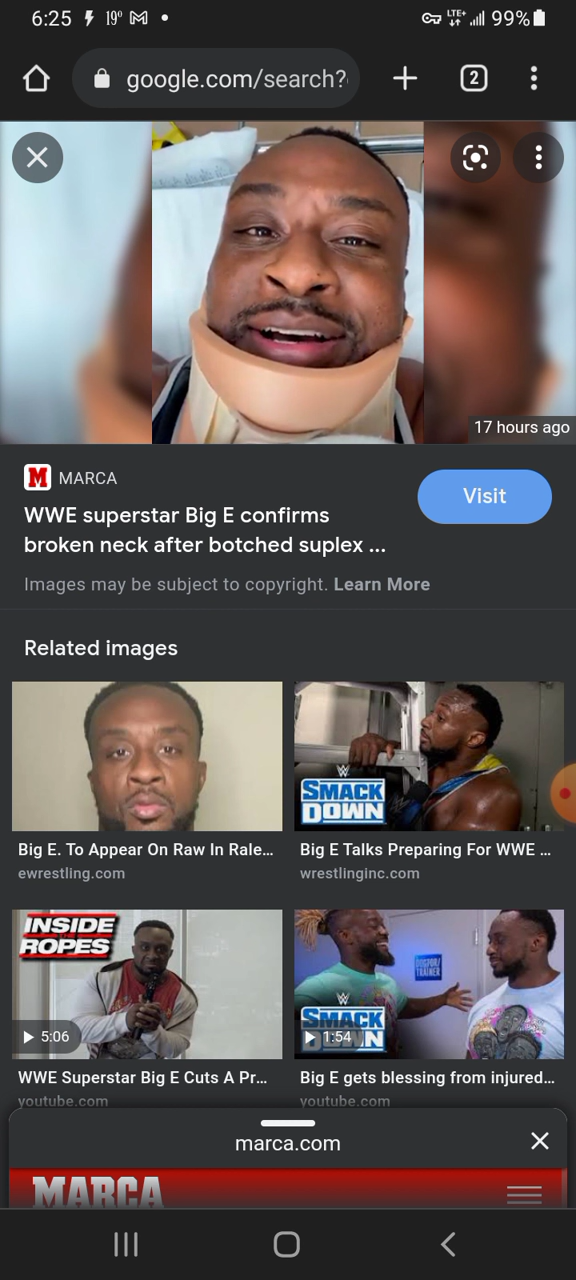 6:25 19°
LTE+ 99%
google.com/search?
2
17 hours ago
M MARCA
WWE superstar Big E confirms
broken neck after botched suplex ...
Visit
Images may be subject to copyright. Learn More
Related images
W
SMACK
DOWN
Big E. To Appear On Raw In Rale...
ewrestling.com
Big E Talks Preparing For WWE ...
wrestlinginc.com
INSIDE
ROPES
5:06
TRAINER
W
SMACK
DOWN
1:54
WWE Superstar Big E Cuts A Pr...
youtube.com
Big E gets blessing from injured...
youtube.com
marca.com
MARCA